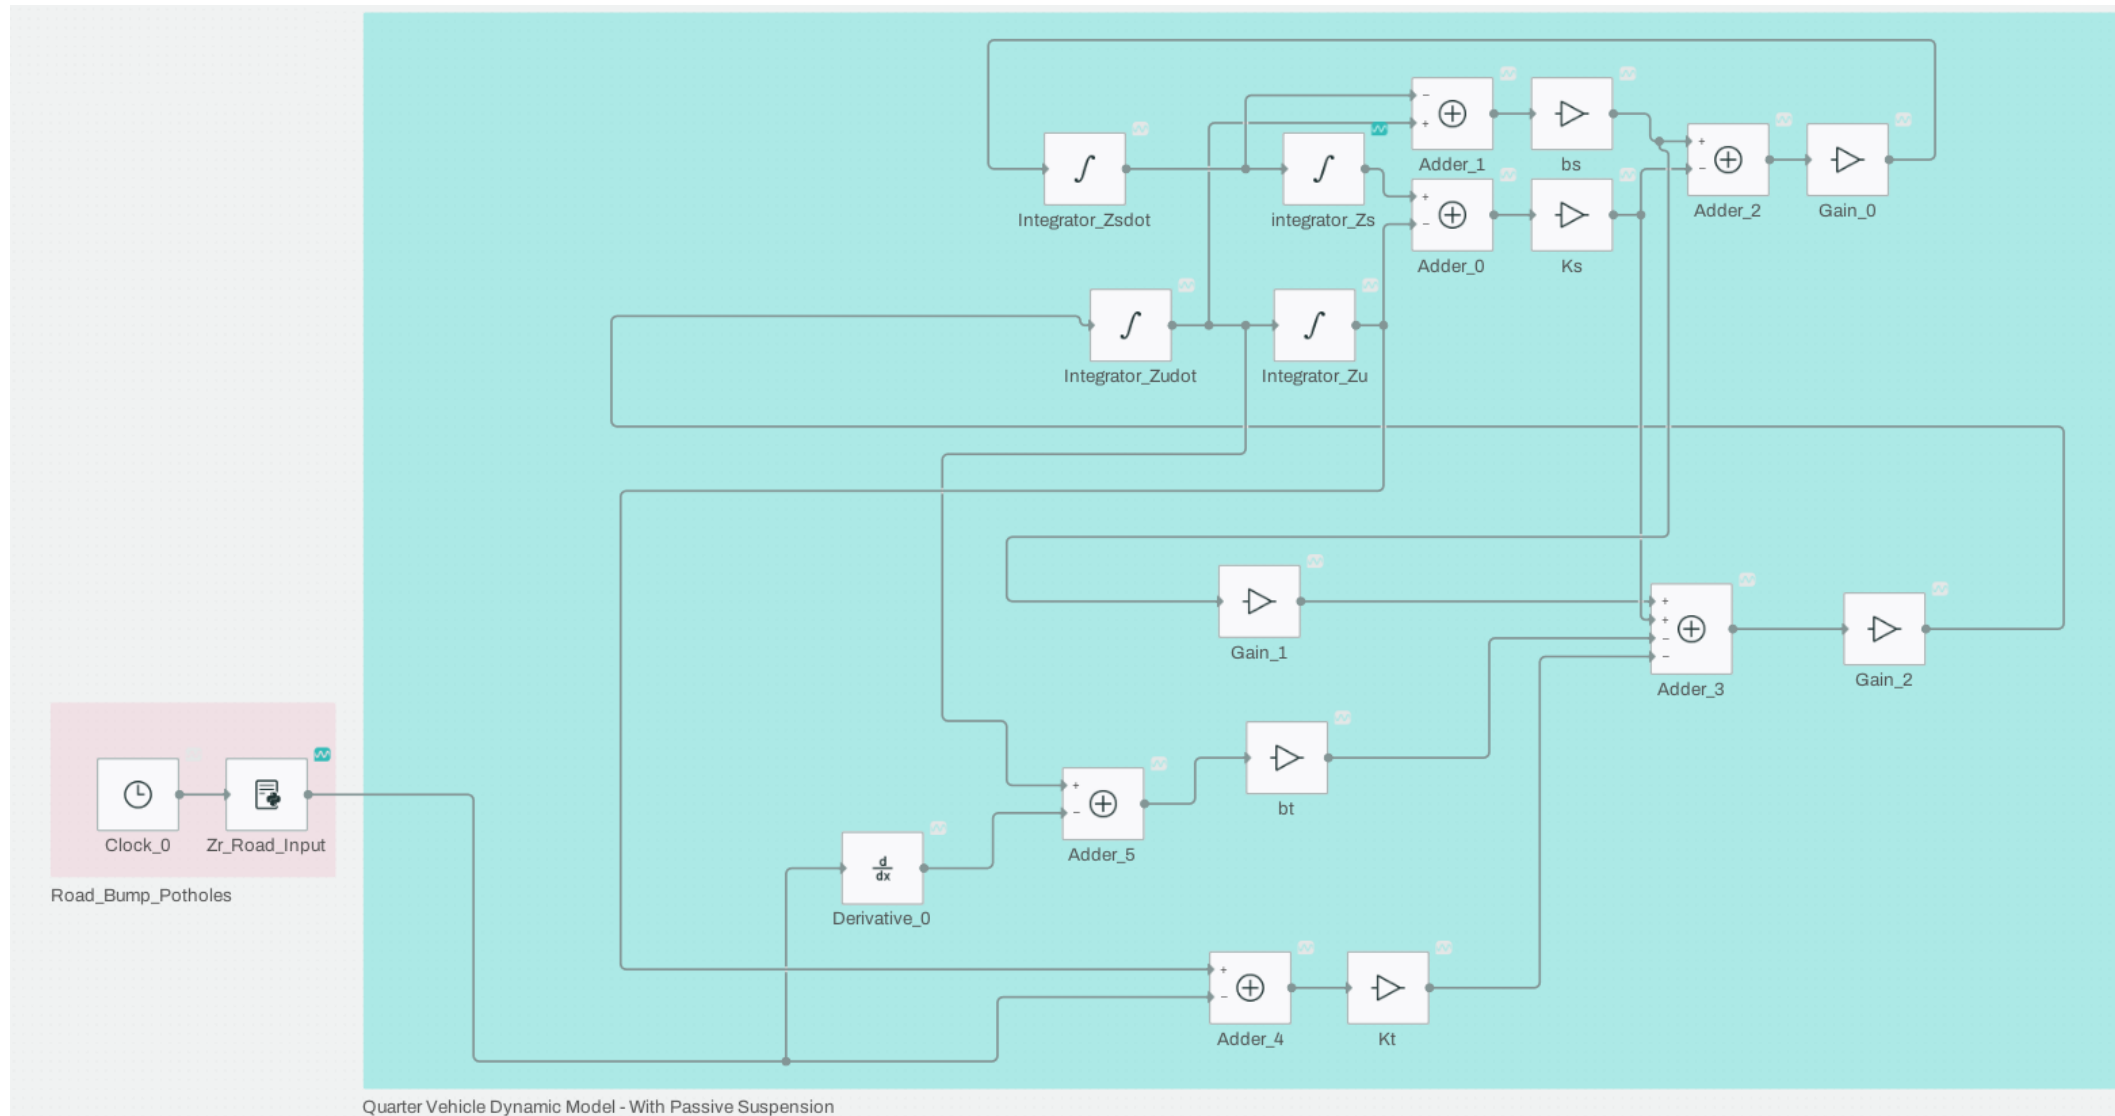 Adder_1
bs
Adder_2
Gain_0
Integrator_Zsdot
integrator_Zs
Adder_0
Ks
Integrator_Zudot
Integrator_Zu
Gain_1
Adder_3
Gain_2
bt
Clock_0
Zr_Road_Input
Adder_5
d
dx
Road_Bump_Potholes
Derivative_0
Adder_4
Kt
Quarter Vehicle Dynamic Model - With Passive Suspension